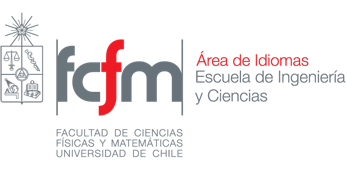 fcfm
Área de Idiomas
Escuela de Ingeniería
y Ciencias
FACULTAD DE CIENCIAS
FÍSICAS Y MATEMÁTICAS
UNIVERSIDAD DE CHILE